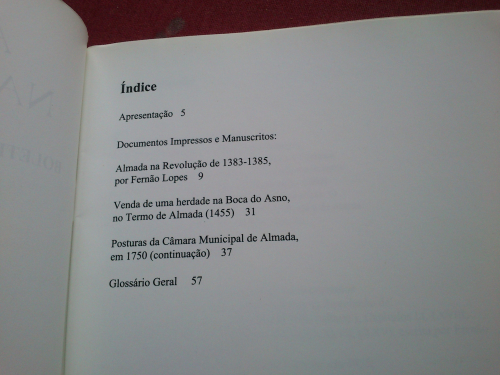 Índice
Apresentação 5
Documentos Impressos e Manuscritos:
Almada na Revolução de 1383-1385,
por Fernão Lopes 9
Venda de uma herdade na Boca do Asno,
no Termo de Almada (1455) 31
Posturas da Câmara Municipal de Almada,
em 1750 (continuação) 37
Glossário Geral 57